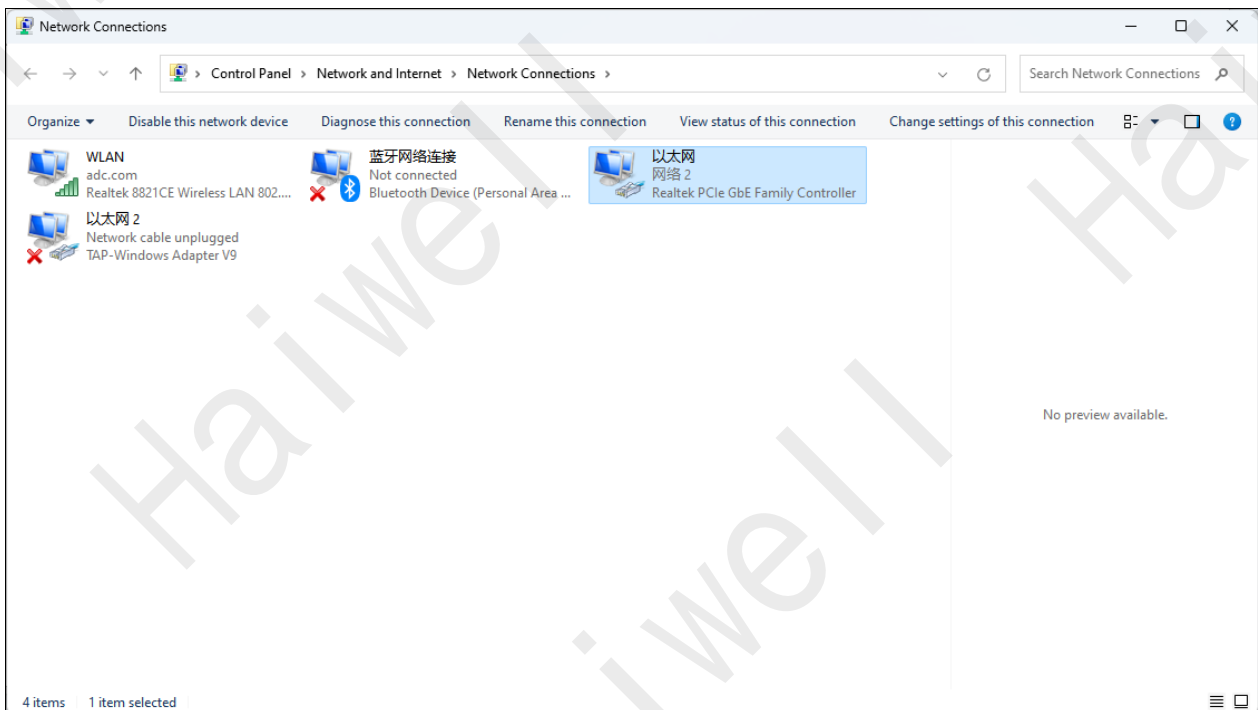 Network Connections
Control Panel > Network and Internet > Network Connections >
Search Network Connections
Organize
Disable this network device
Diagnose this connection
Rename this connection
View status of this connection
Change settings of this connection
WLAN
adc.com
Realtek 8821CE Wireless LAN 802....
蓝牙网络连接
Not connected
Bluetooth Device (Personal Area ...
以太网
网络 2
Realtek PCIe GbE Family Controller
以太网 2
Network cable unplugged
TAP-Windows Adapter V9
No preview available.
4 items
1 item selected
Haiwell
Haiwell